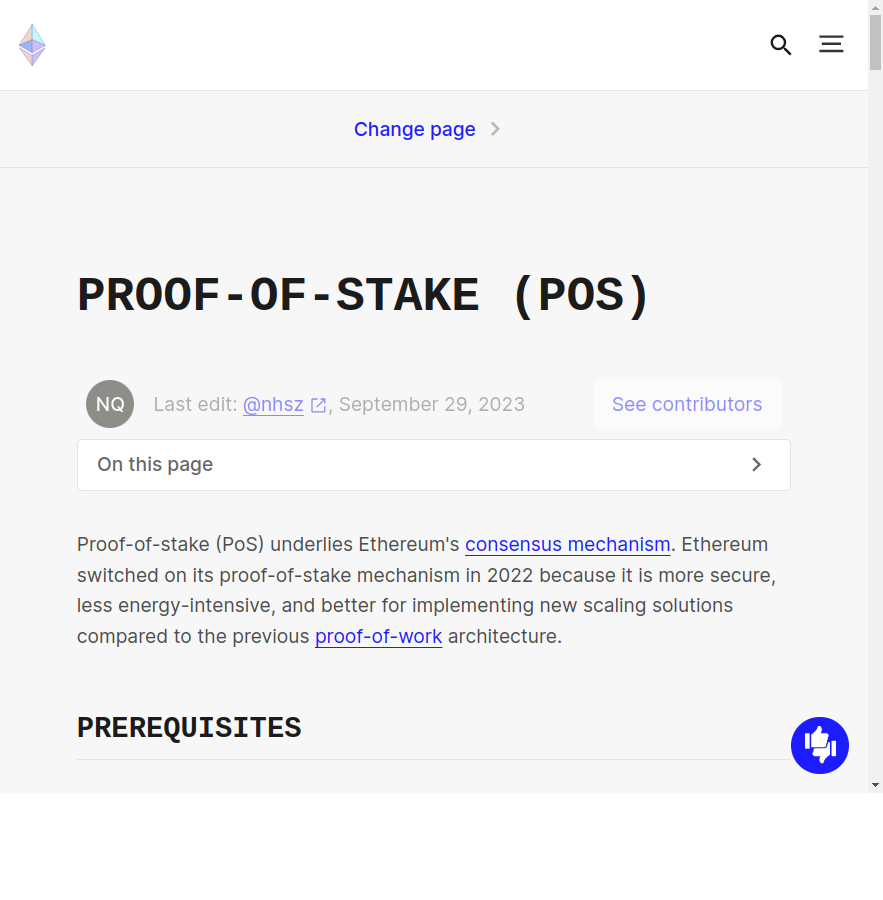 Change page
PROOF-OF-STAKE (POS)
NQ
Last edit: @nhsz, September 29, 2023
See contributors
On this page
Proof-of-stake (PoS) underlies Ethereum's consensus mechanism. Ethereum
switched on its proof-of-stake mechanism in 2022 because it is more secure,
less energy-intensive, and better for implementing new scaling solutions
compared to the previous proof-of-work architecture.
PREREQUISITES